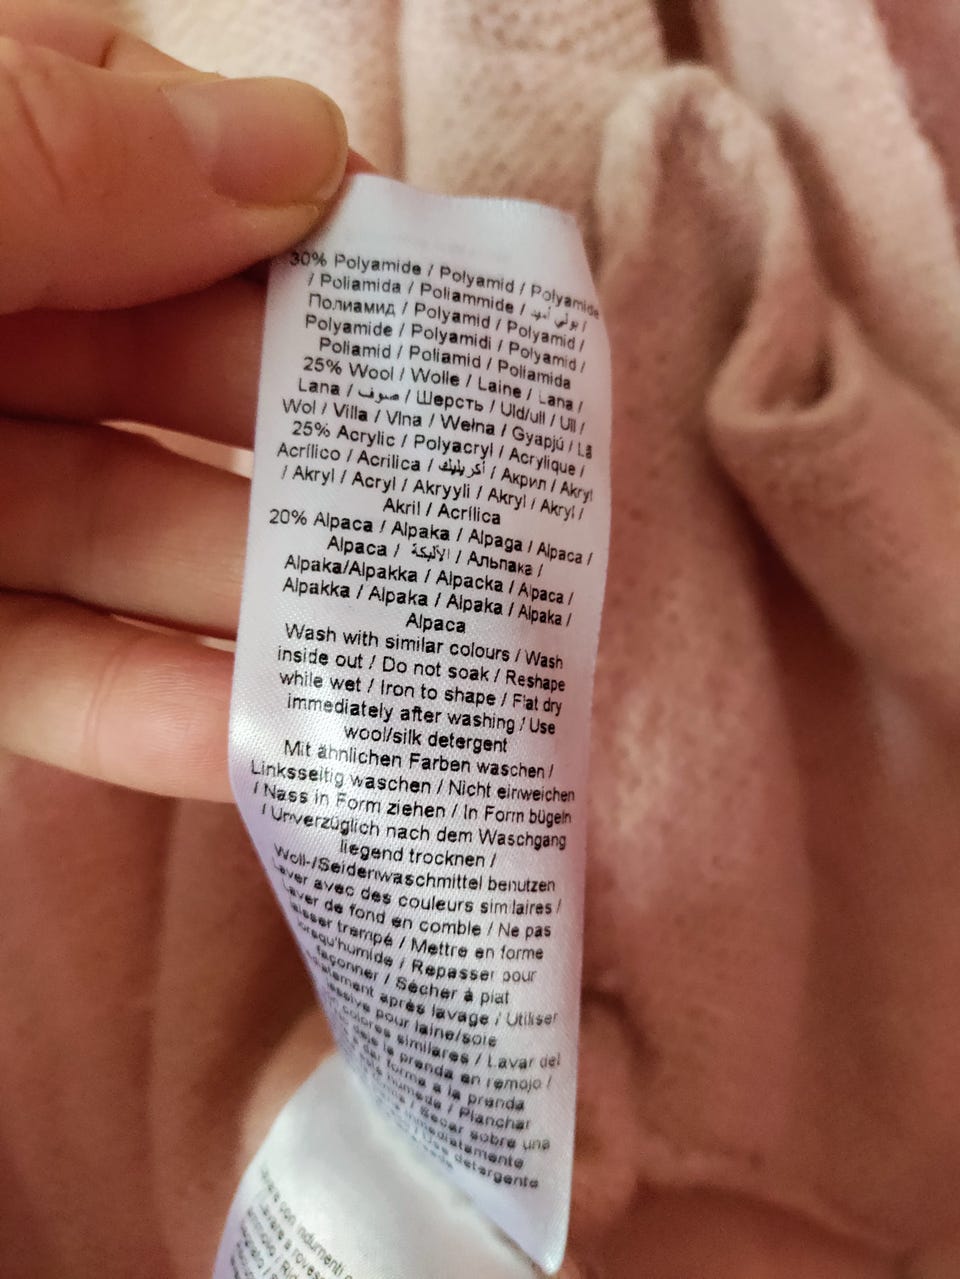 30% Polyamide / Polyamid / Polyamide
/ Poliamida / Poliammide / بولي أميد /
Полиамид / Polyamid / Polyamid /
Polyamide / Polyamidi / Polyamid /
Poliamid / Poliamid / Poliamida
25% Wool / Wolle / Laine / Lana /
Lana / صوف / Шерсть / Uld/ull / Ull /
Wol / Villa / Vlna / Wełna / Gyapjú / Lã
25% Acrylic / Polyacryl / Acrylique /
Acrílico / Acrilica / أكريليك / Акрил / Akryl
/ Akryl / Acryl / Akryyli / Akryl / Akryl /
Akril / Acrílica
20% Alpaca / Alpaka / Alpaga / Alpaca /
Alpaca / الألبكة / Альпака /
Alpaka/Alpakka / Alpacka / Alpaca /
Alpakka / Alpaka / Alpaka / Alpaka /
Alpaca
Wash with similar colours / Wash
inside out / Do not soak / Reshape
while wet / Iron to shape / Flat dry
immediately after washing / Use
wool/silk detergent
Mit ähnlichen Farben waschen /
Linksseitig waschen / Nicht einweichen
/ Nass in Form ziehen / In Form bügeln
/ Unverzüglich nach dem Waschgang
liegend trocknen /
Woll-/Seidenwaschmittel benutzen
Laver avec des couleurs similaires /
Laver de fond en comble / Ne pas
laisser trempé / Mettre en forme
lorsqu'humide / Repasser pour
façonner / Sécher à plat
après lavage / Utiliser
pour laine/soie
colores similares / Lavar del
la prenda en remojo /
forma a la prenda
húmeda / Planchar
/ Secar sobre una
inmediatamente
Use detergente
con indumenti
Lavare a